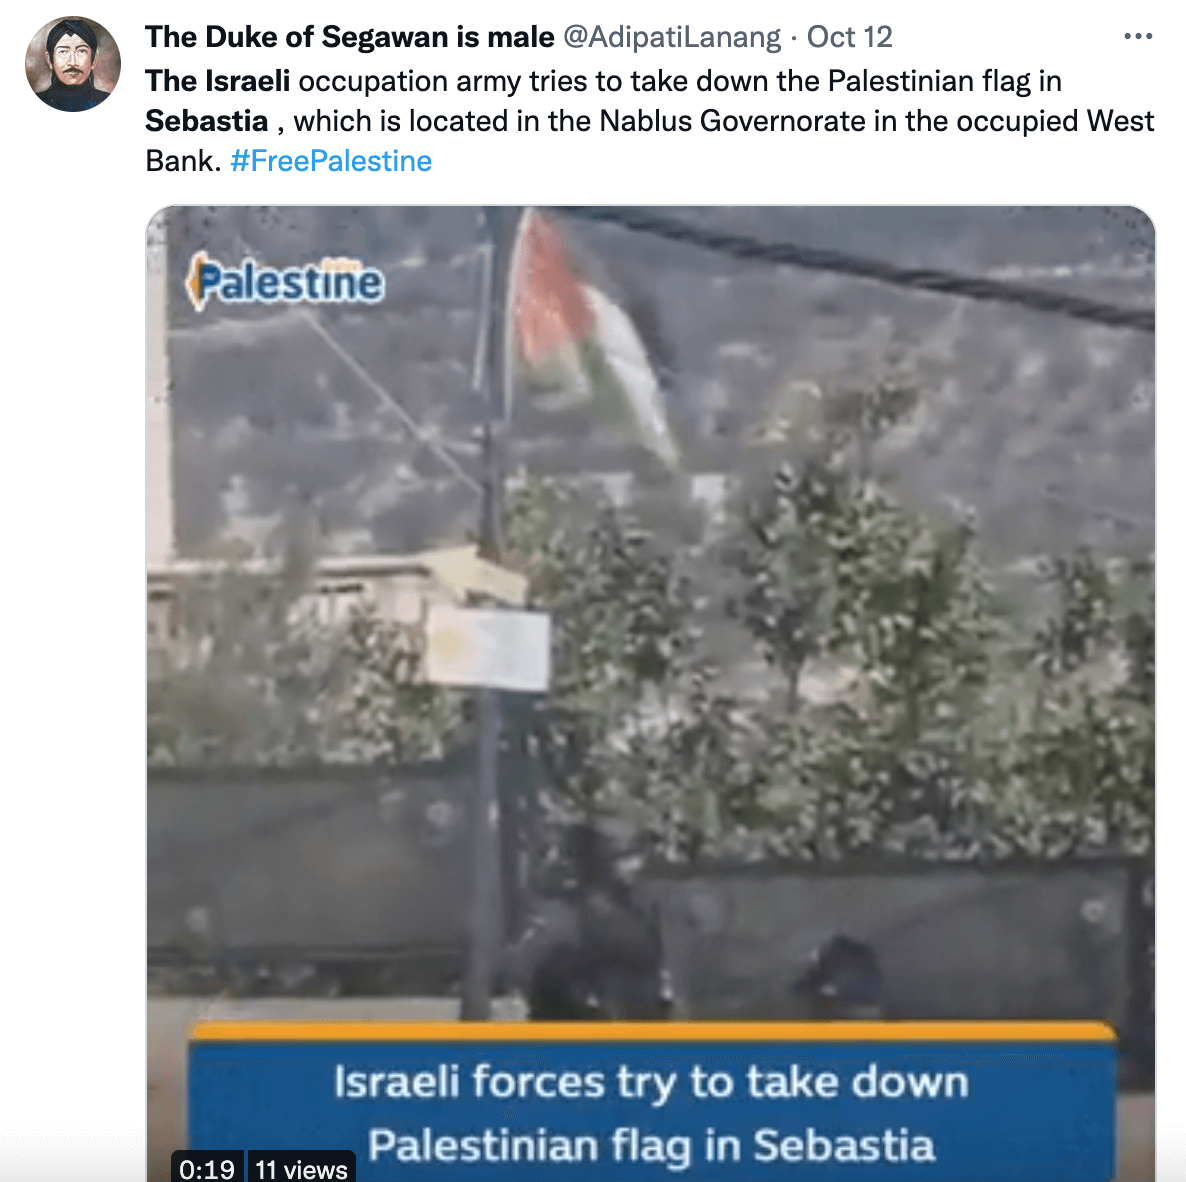 The Duke of Segawan is male @AdipatiLanang · Oct 12
The Israeli occupation army tries to take down the Palestinian flag in
Sebastia , which is located in the Nablus Governorate in the occupied West
Bank. #FreePalestine
Palestine
Israeli forces try to take down
Palestinian flag in Sebastia
0:19 11 views